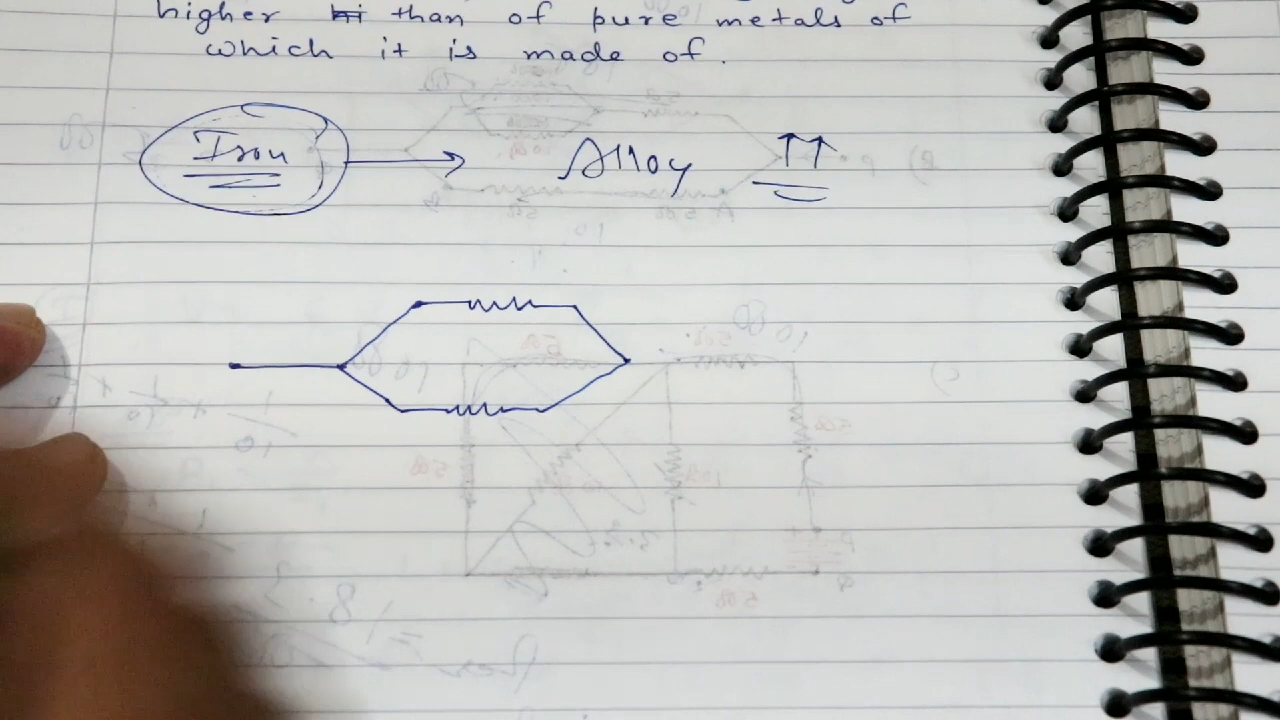 higher than of pure metals of
which it is made of.
Iron → Alloy ↑↑